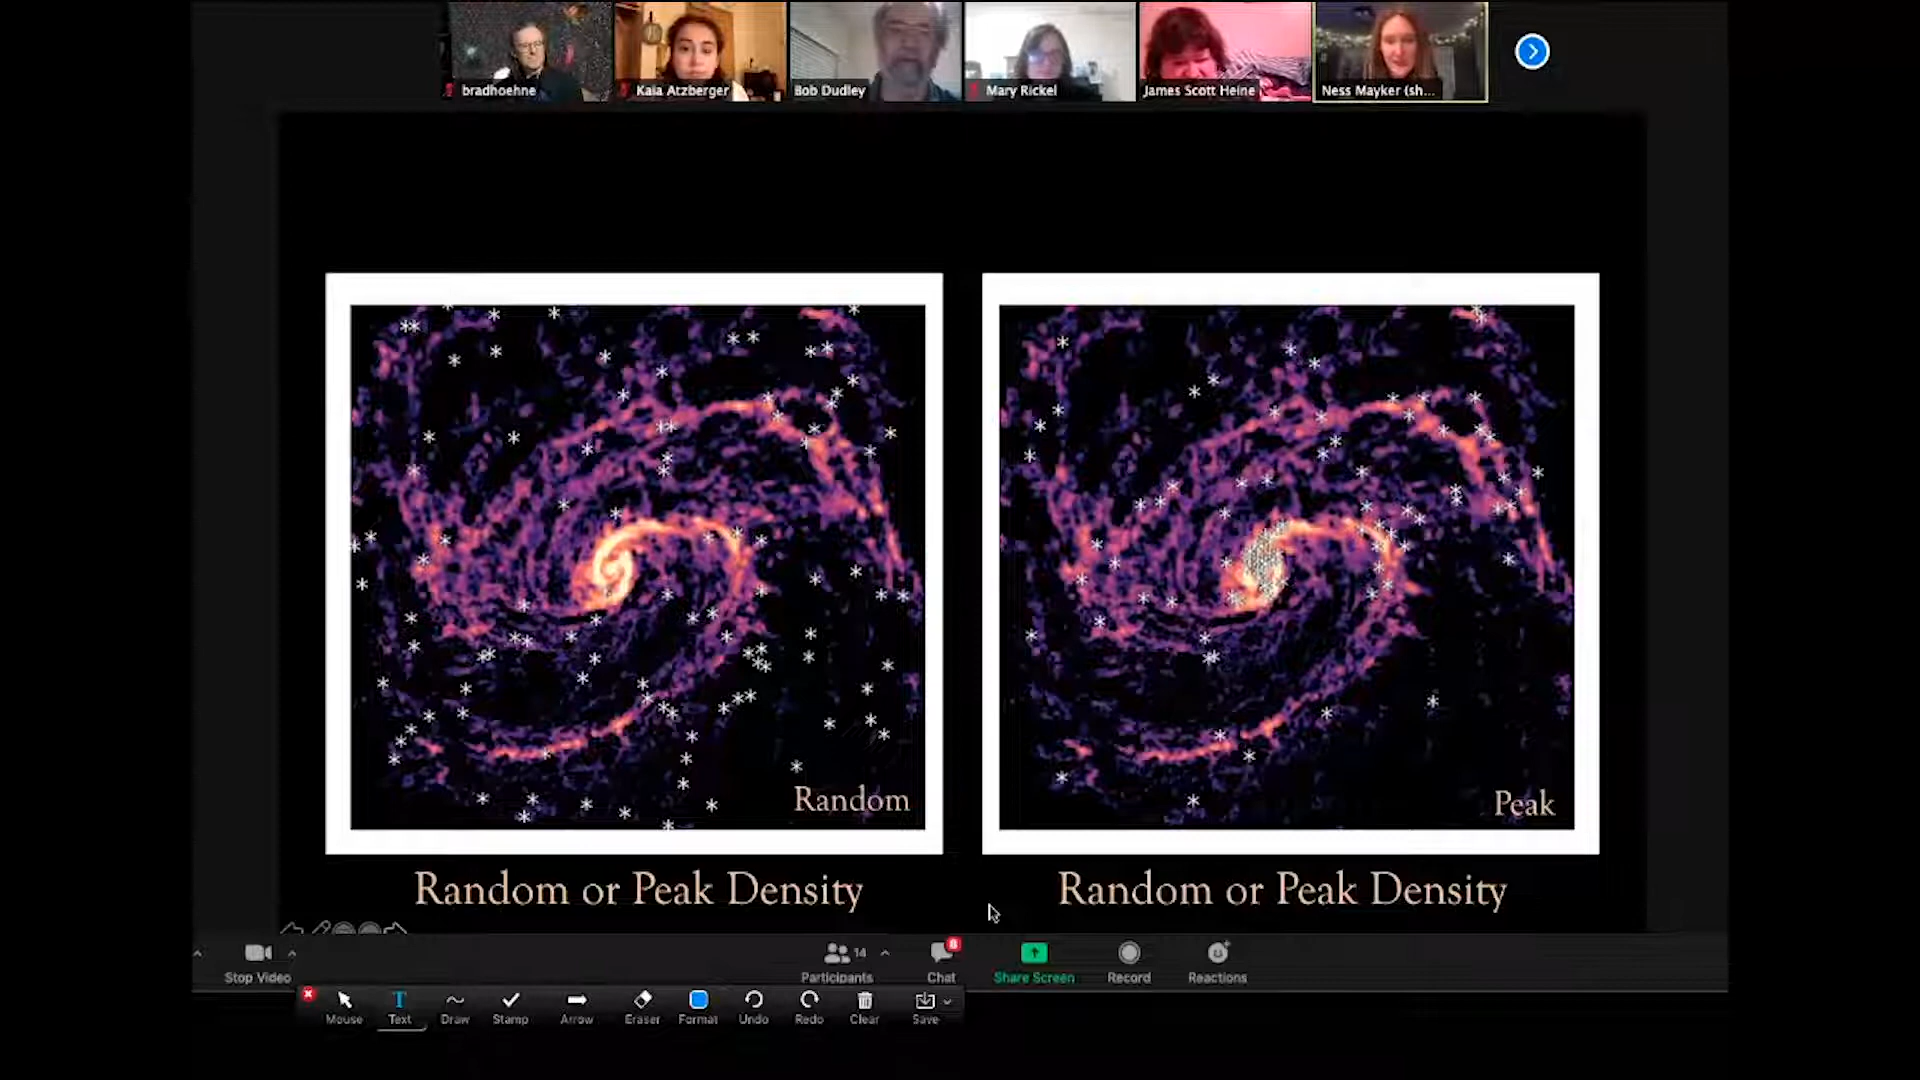 bradhoehne
Kaia Atzberger
Bob Dudley
Mary Rickel
James Scott Heine
Ness Mayker (sh...
Random
Peak
Random or Peak Density
Random or Peak Density
Stop Video
14
Participants
8
Chat
Share Screen
Record
Reactions
T
Mouse
Text
Draw
Stamp
Arrow
Eraser
Format
Undo
Redo
Clear
Save